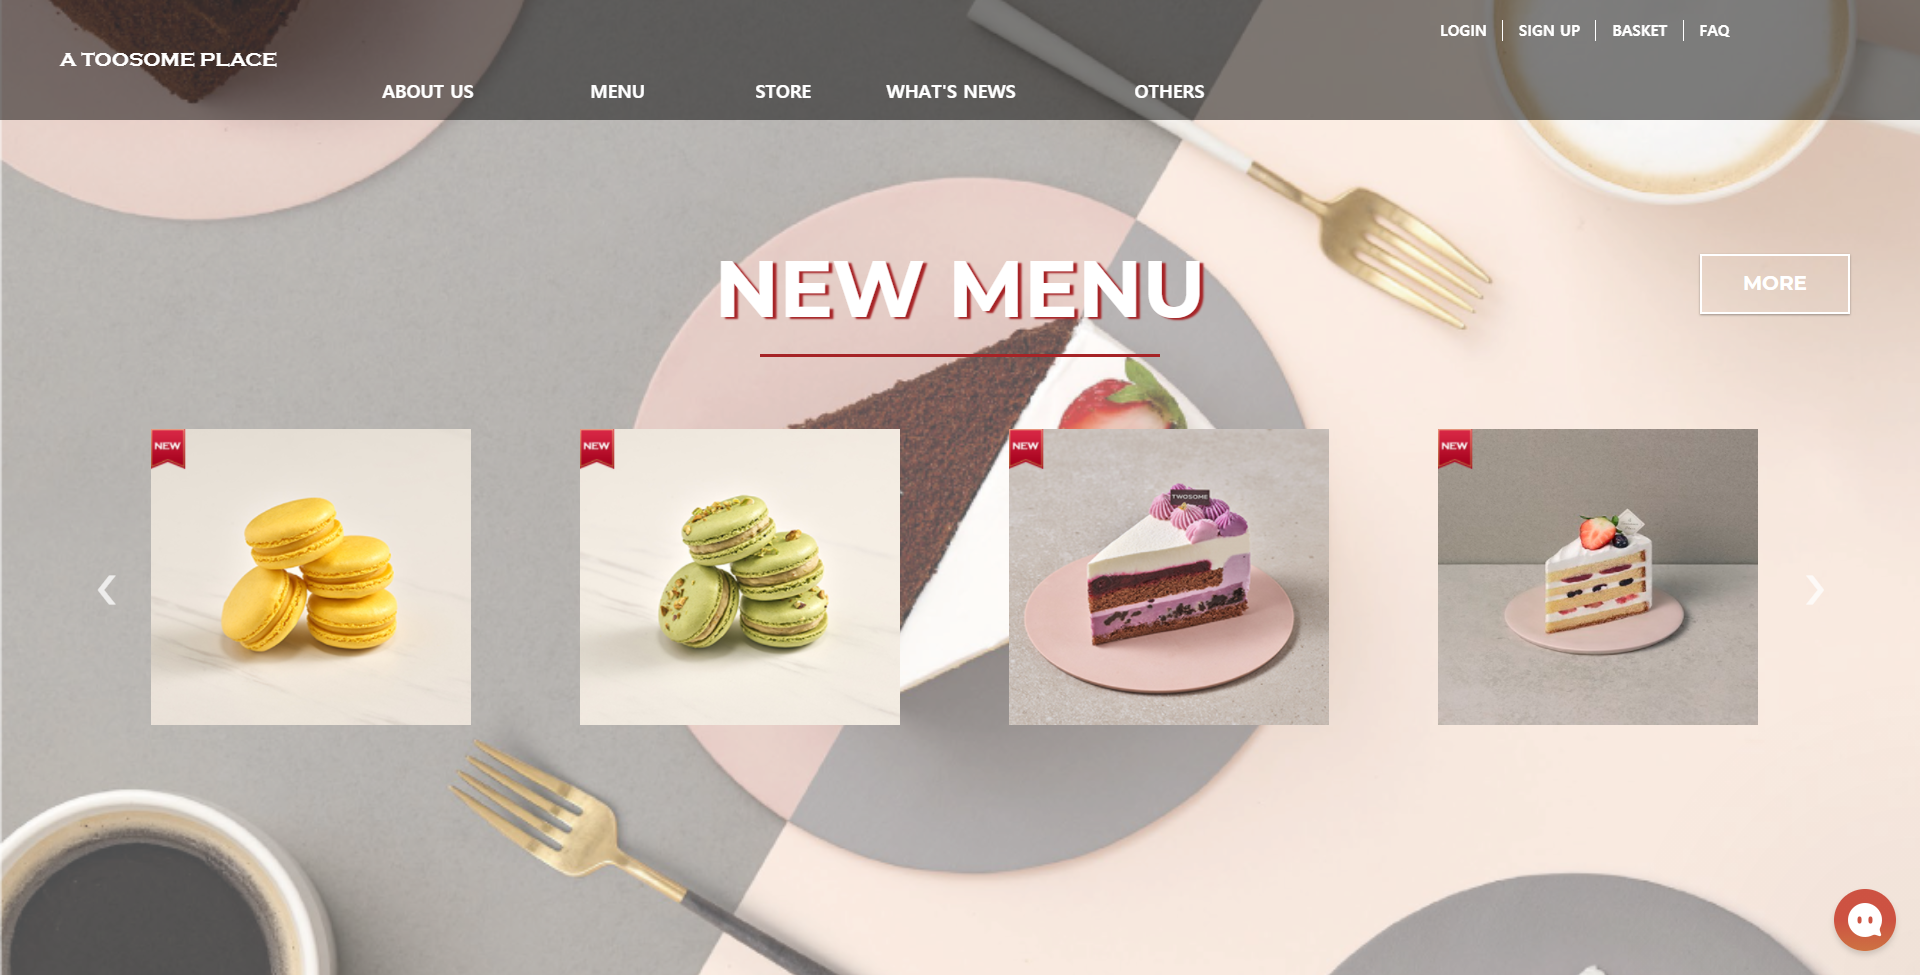 LOGIN
SIGN UP
BASKET
FAQ
A TOOSOME PLACE
ABOUT US
MENU
STORE
WHAT'S NEWS
OTHERS
NEW MENU
MORE
NEW
NEW
NEW
NEW
TWOSOME